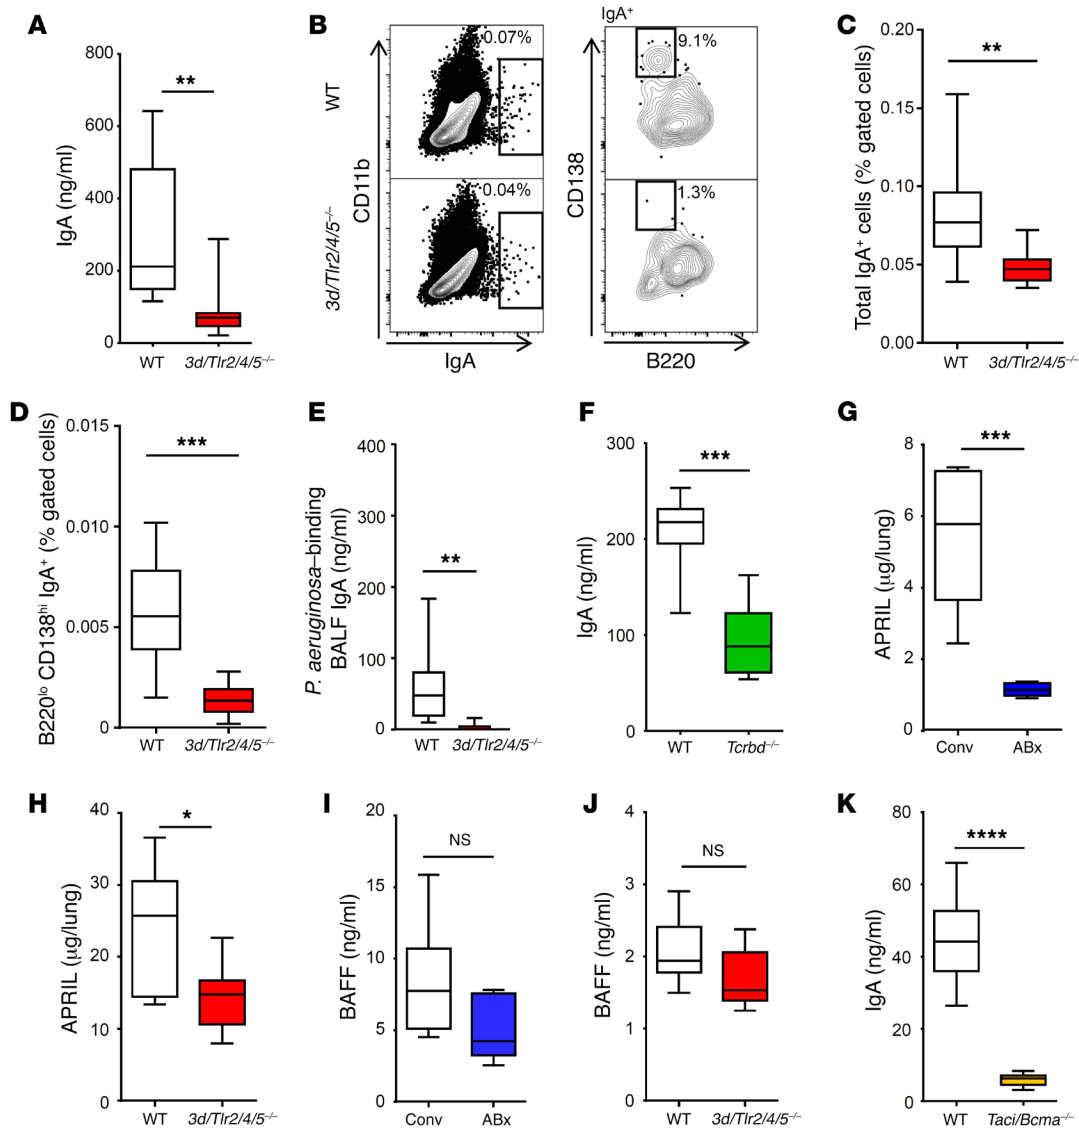 A
IgA (ng/ml)
800
600
400
200
0
**
WT
3d/Tlr2/4/5⁻/⁻
B
WT
3d/Tlr2/4/5⁻/⁻
CD11b
0.07%
0.04%
IgA
IgA⁺
CD138
9.1%
1.3%
B220
C
Total IgA⁺ cells (% gated cells)
0.20
0.15
0.10
0.05
0.00
**
WT
3d/Tlr2/4/5⁻/⁻
D
B220ˡᵒ CD138ʰⁱ IgA⁺ (% gated cells)
0.015
0.010
0.005
0
***
WT
3d/Tlr2/4/5⁻/⁻
E
P. aeruginosa–binding
BALF IgA (ng/ml)
400
300
200
100
0
**
WT
3d/Tlr2/4/5⁻/⁻
F
IgA (ng/ml)
300
200
100
0
***
WT
Tcrbd⁻/⁻
G
APRIL (μg/lung)
8
6
4
2
0
***
Conv
ABx
H
APRIL (μg/lung)
40
30
20
10
0
*
WT
3d/Tlr2/4/5⁻/⁻
I
BAFF (ng/ml)
20
15
10
5
0
NS
Conv
ABx
J
BAFF (ng/ml)
4
3
2
1
0
NS
WT
3d/Tlr2/4/5⁻/⁻
K
IgA (ng/ml)
80
60
40
20
0
****
WT
Taci/Bcma⁻/⁻